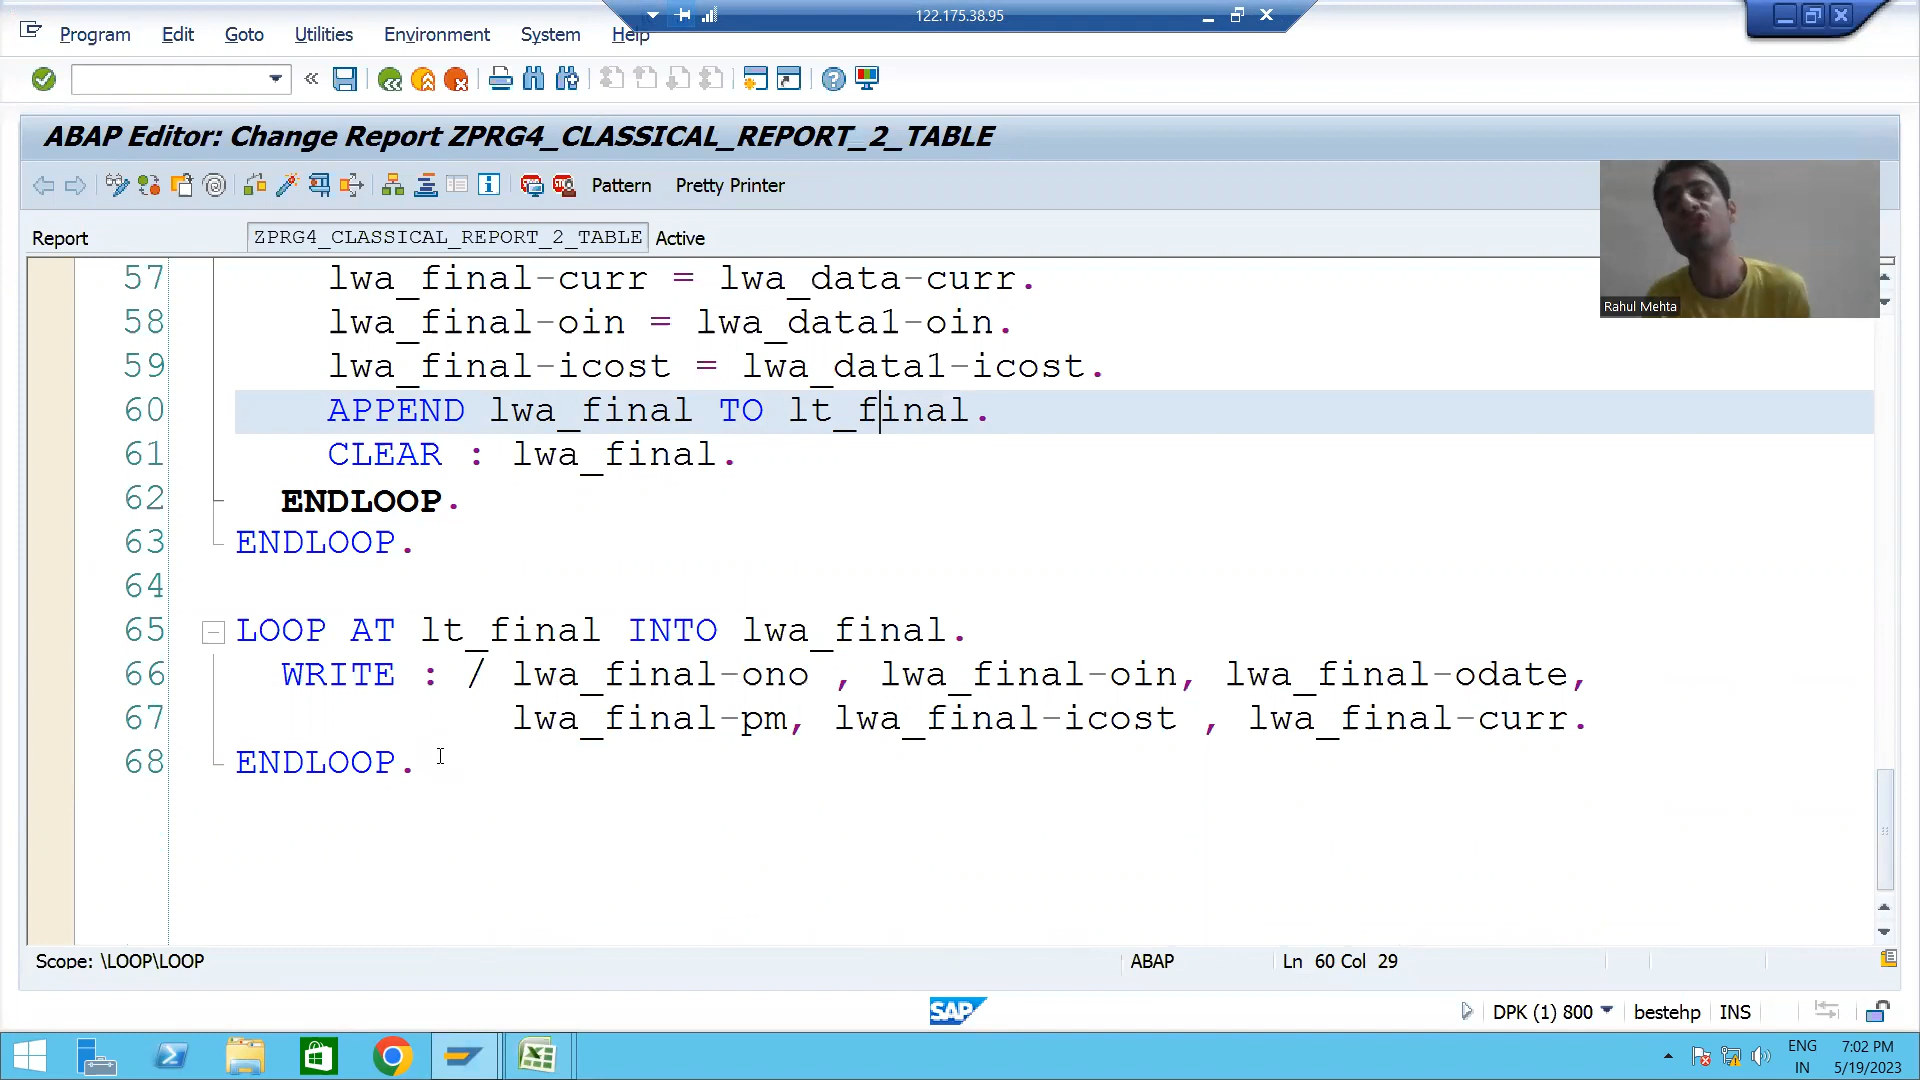 122.175.38.95
Program Edit Goto Utilities Environment System Help
ABAP Editor: Change Report ZPRG4_CLASSICAL_REPORT_2_TABLE
Pattern Pretty Printer
Report ZPRG4_CLASSICAL_REPORT_2_TABLE Active
Rahul Mehta
57 lwa_final-curr = lwa_data-curr.
58 lwa_final-oin = lwa_data1-oin.
59 lwa_final-icost = lwa_data1-icost.
60 APPEND lwa_final TO lt_final.
61 CLEAR : lwa_final.
62 ENDLOOP.
63 ENDLOOP.
64
65 LOOP AT lt_final INTO lwa_final.
66 WRITE : / lwa_final-ono , lwa_final-oin, lwa_final-odate,
67 lwa_final-pm, lwa_final-icost , lwa_final-curr.
68 ENDLOOP.
Scope: \LOOP\LOOP ABAP Ln 60 Col 29
SAP DPK (1) 800 bestehp INS
ENG 7:02 PM
IN 5/19/2023